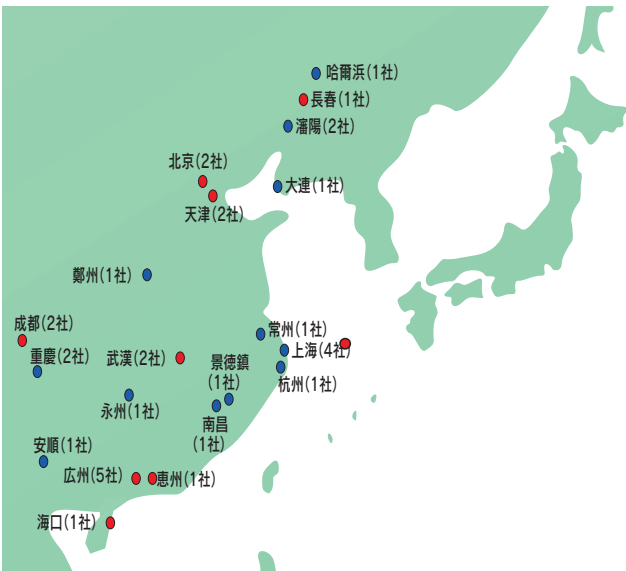 哈爾浜(1社)
長春(1社)
瀋陽(2社)
北京(2社)
大連(1社)
天津(2社)
鄭州(1社)
成都(2社)
常州(1社)
重慶(2社)
武漢(2社)
景徳鎮
(1社)
上海(4社)
杭州(1社)
永州(1社)
南昌
(1社)
安順(1社)
広州(5社)
恵州(1社)
海口(1社)